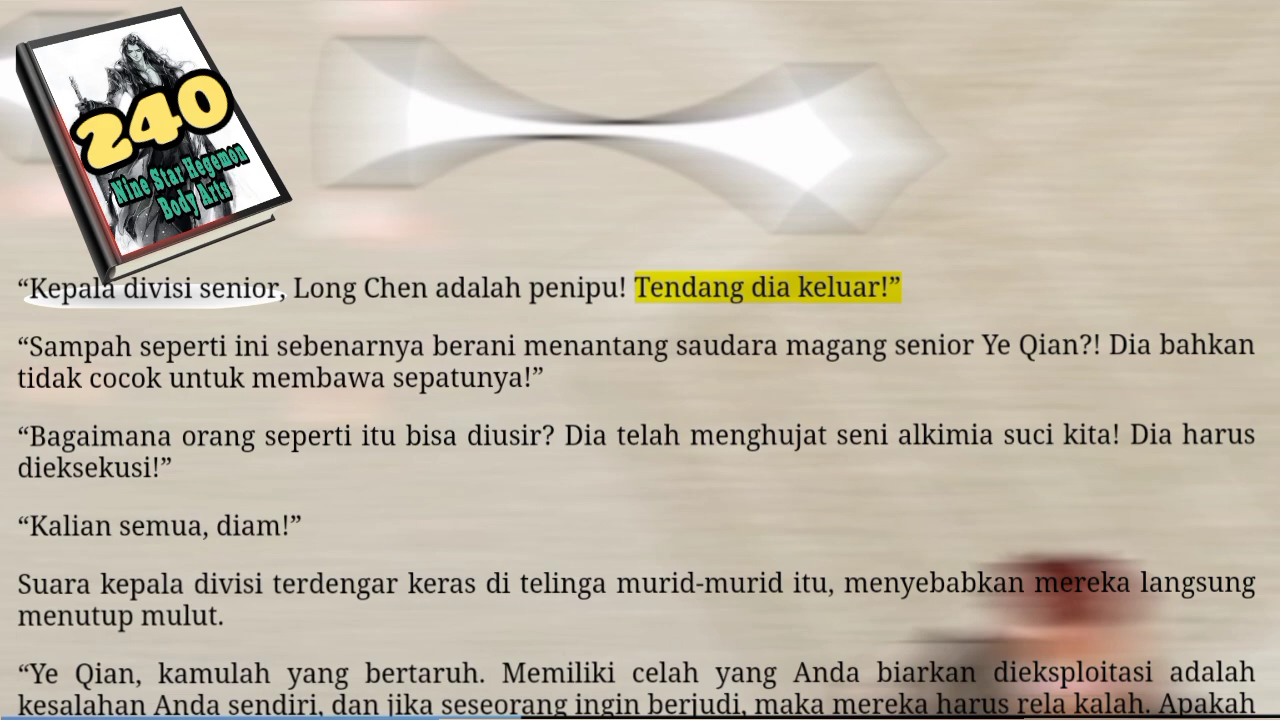 240
Nine Star Hegemon
Body Arts
“Kepala divisi senior, Long Chen adalah penipu! Tendang dia keluar!”
“Sampah seperti ini sebenarnya berani menantang saudara magang senior Ye Qian?! Dia bahkan
tidak cocok untuk membawa sepatunya!”
“Bagaimana orang seperti itu bisa diusir? Dia telah menghujat seni alkimia suci kita! Dia harus
dieksekusi!”
“Kalian semua, diam!”
Suara kepala divisi terdengar keras di telinga murid-murid itu, menyebabkan mereka langsung
menutup mulut.
“Ye Qian, kamulah yang bertaruh. Memiliki celah yang Anda biarkan dieksploitasi adalah
kesalahan Anda sendiri, dan jika seseorang ingin berjudi, maka mereka harus rela kalah. Apakah